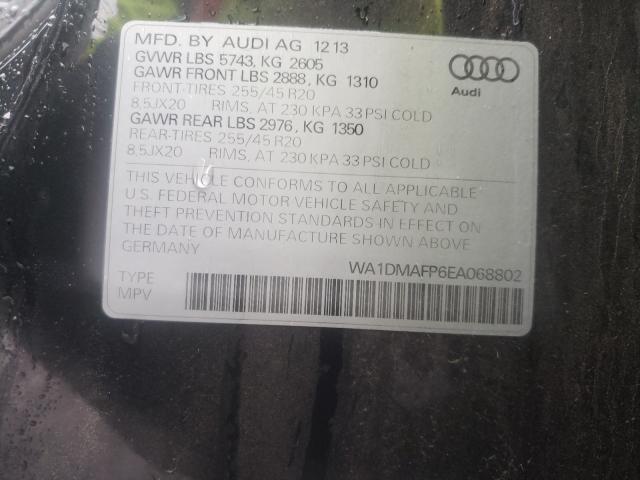 MFD. BY AUDI AG 12 13
GVWR LBS 5743, KG 2605
GAWR FRONT LBS 2888, KG 1310
FRONT-TIRES 255/45 R20
8,5JX20 RIMS, AT 230 KPA 33 PSI COLD
GAWR REAR LBS 2976, KG 1350
REAR-TIRES 255/45 R20
8,5JX20 RIMS, AT 230 KPA 33 PSI COLD
Audi
THIS VEHICLE CONFORMS TO ALL APPLICABLE
U.S. FEDERAL MOTOR VEHICLE SAFETY AND
THEFT PREVENTION STANDARDS IN EFFECT ON
THE DATE OF MANUFACTURE SHOWN ABOVE
GERMANY
WA1DMAFP6EA068802
TYPE
MPV